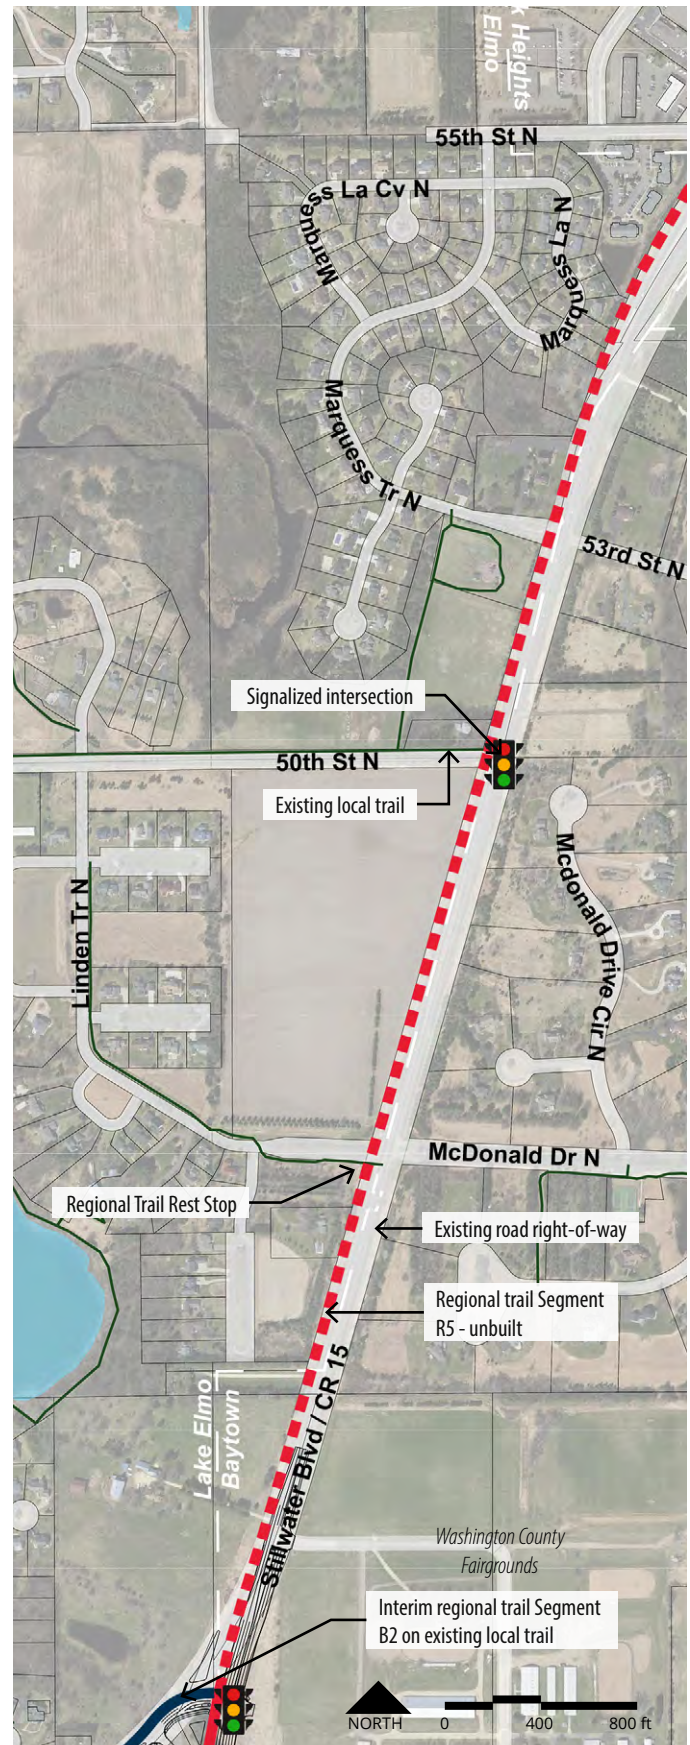 k Heights
Elmo
55th St N
Marquess La Cv N
Marquess La N
Marquess Tr N
53rd St N
Signalized intersection
50th St N
Existing local trail
Mcdonald Drive Cir N
Linden Tr N
McDonald Dr N
Regional Trail Rest Stop
Existing road right-of-way
Regional trail Segment
R5 - unbuilt
Lake Elmo
Baytown
Stillwater Blvd / CR 15
Washington County
Fairgrounds
Interim regional trail Segment
B2 on existing local trail
NORTH
0 400 800 ft